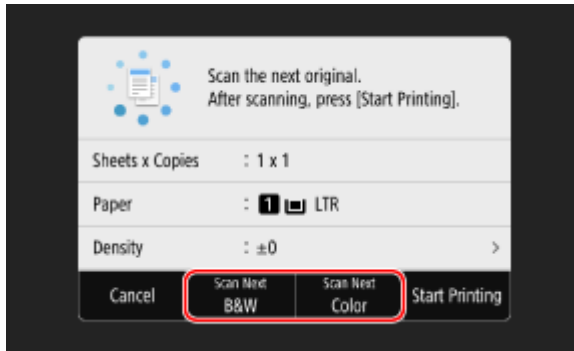 Scan the next original.
After scanning, press [Start Printing].
Sheets x Copies : 1 x 1
Paper : 1 LTR
Density : ±0 >
Cancel Scan Next B&W Scan Next Color Start Printing